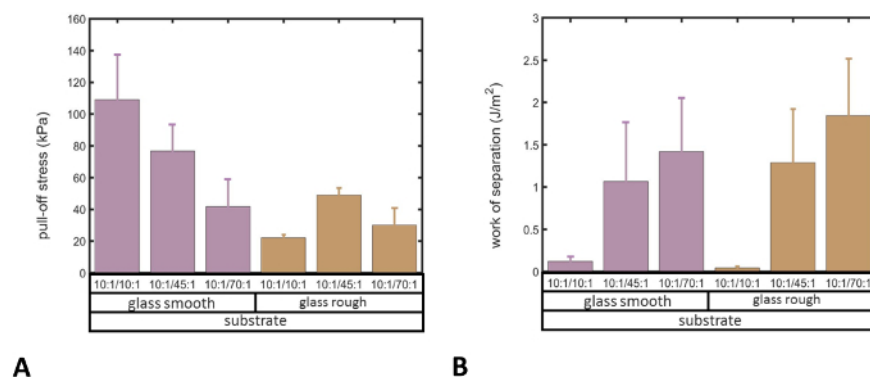 160
140
120
100
80
60
40
20
0
pull-off stress (kPa)
10:1/10:1 10:1/45:1 10:1/70:1 10:1/10:1 10:1/45:1 10:1/70:1
glass smooth glass rough
substrate
A
3
2.5
2
1.5
1
0.5
0
work of separation (J/m²)
10:1/10:1 10:1/45:1 10:1/70:1 10:1/10:1 10:1/45:1 10:1/70:1
glass smooth glass rough
substrate
B